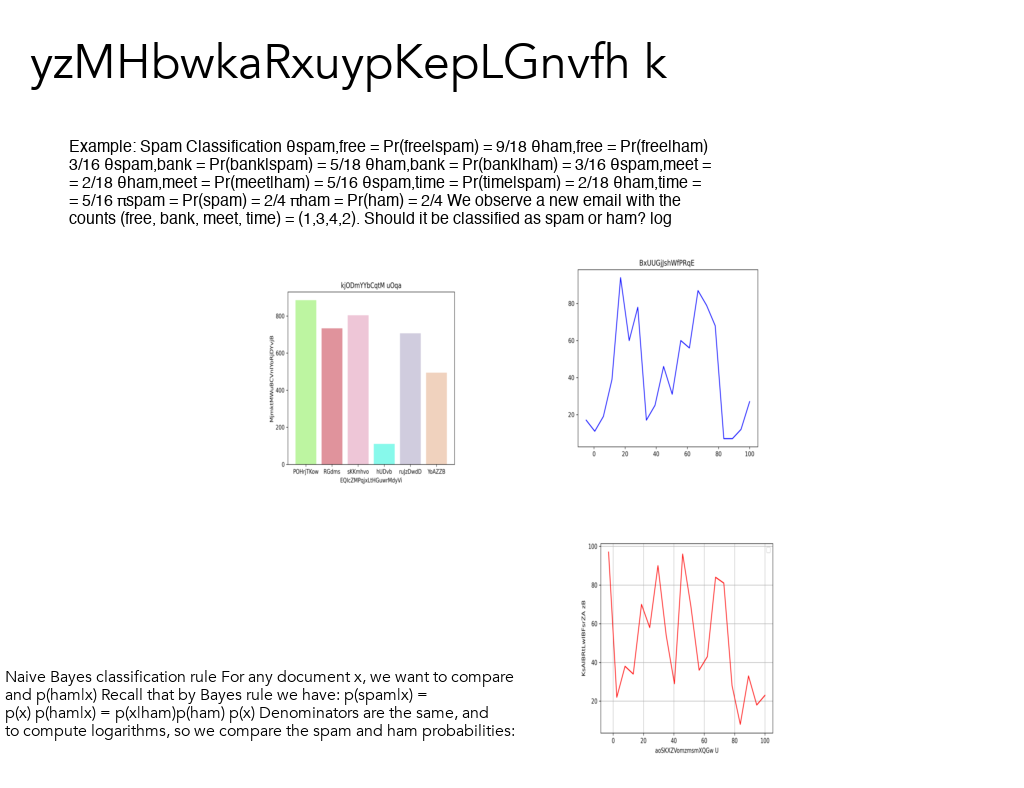 yzMHbwkaRxuypKepLGnvfh k
Example: Spam Classification θspam,free = Pr(free|spam) = 9/18 θham,free = Pr(free|ham)
3/16 θspam,bank = Pr(bank|spam) = 5/18 θham,bank = Pr(bank|ham) = 3/16 θspam,meet =
= 2/18 θham,meet = Pr(meet|ham) = 5/16 θspam,time = Pr(time|spam) = 2/18 θham,time =
= 5/16 πspam = Pr(spam) = 2/4 πham = Pr(ham) = 2/4 We observe a new email with the
counts (free, bank, meet, time) = (1,3,4,2). Should it be classified as spam or ham? log
kjODmYYbCqtM uOqa
800
600
400
200
0
POHrjTKow RGdms sKKmhvo hUDvb rujzDwdD YoAZZB
EQlcZMPqjxLtHGuwrMdyVi
BxUUGjJshWfPRqE
80
60
40
20
0 20 40 60 80 100
100
80
60
40
20
0 20 40 60 80 100
aoSKXZVomzmsmXQGw U
Naive Bayes classification rule For any document x, we want to compare
and p(ham|x) Recall that by Bayes rule we have: p(spam|x) =
p(x) p(ham|x) = p(x|ham)p(ham) p(x) Denominators are the same, and
to compute logarithms, so we compare the spam and ham probabilities: